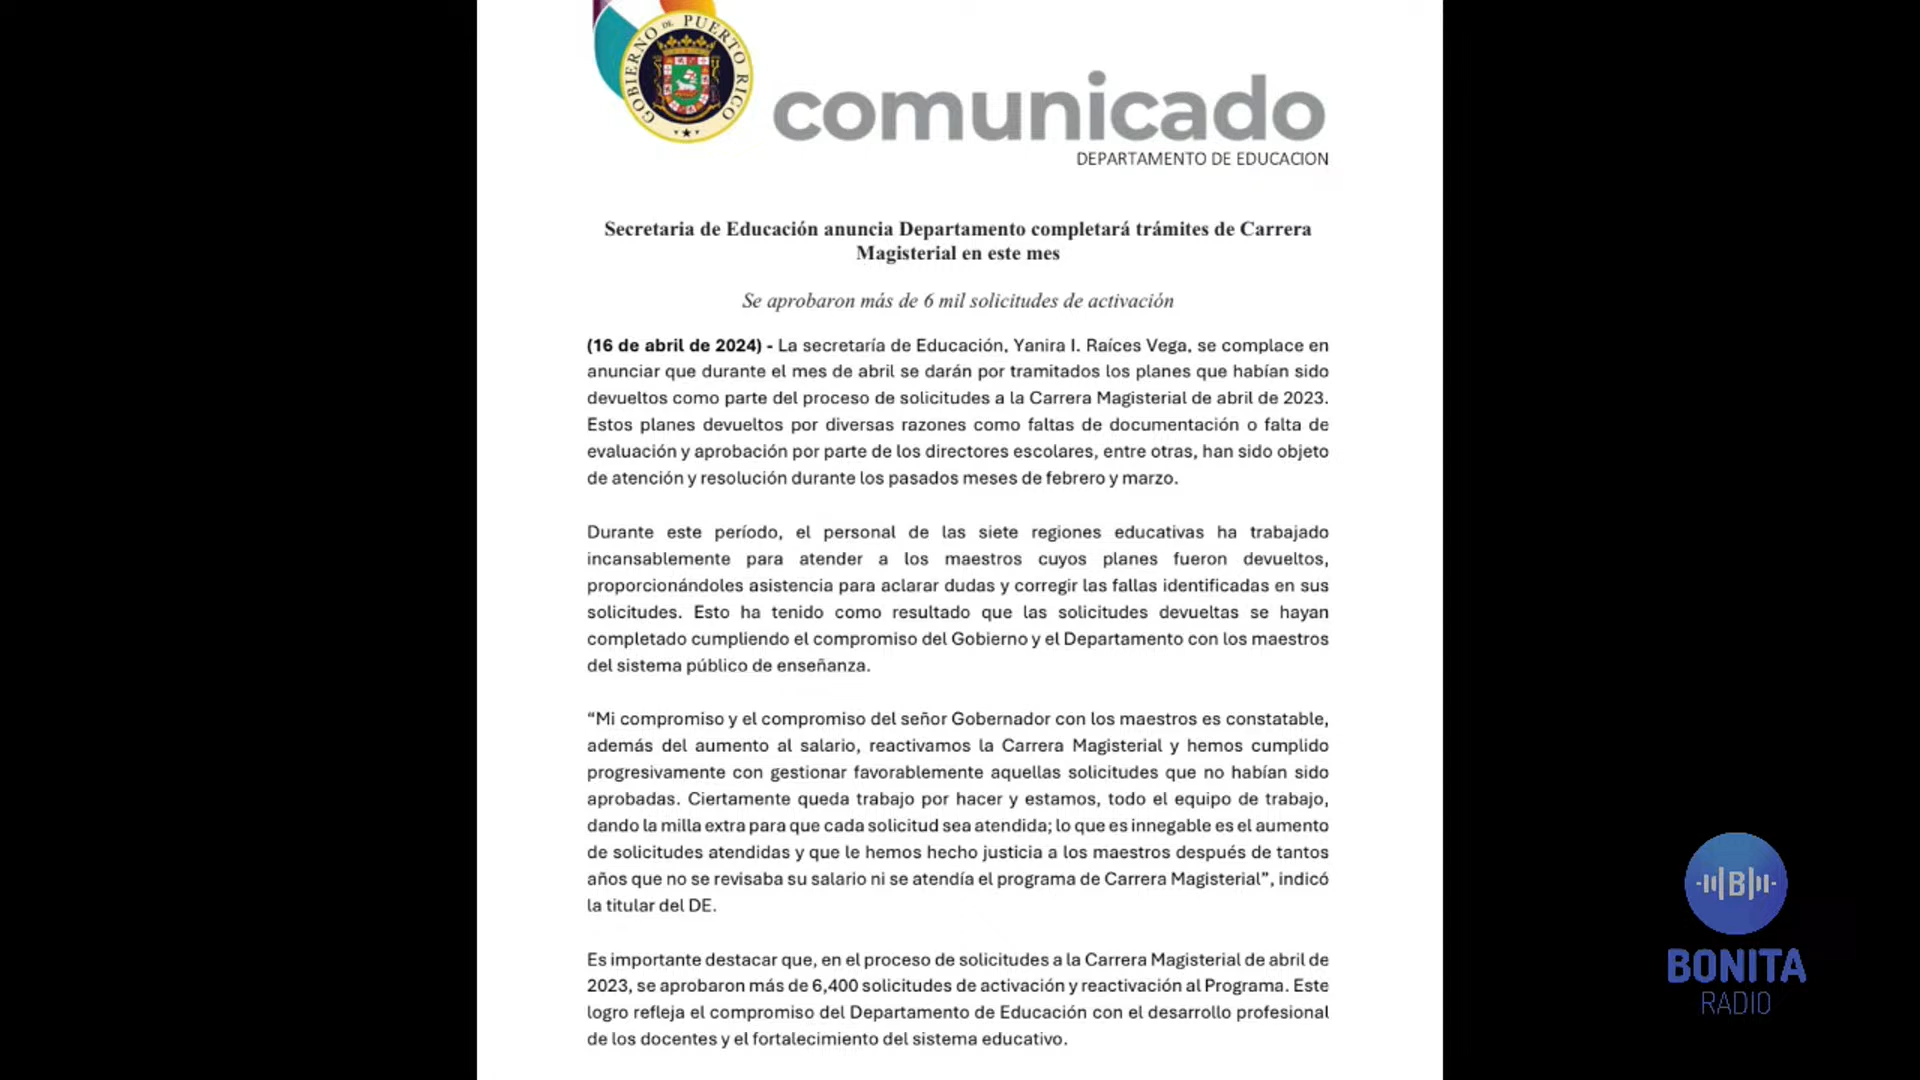 GOBIERNO DE PUERTO RICO
comunicado
DEPARTAMENTO DE EDUCACION
Secretaria de Educación anuncia Departamento completará trámites de Carrera
Magisterial en este mes
Se aprobaron más de 6 mil solicitudes de activación
(16 de abril de 2024) - La secretaría de Educación, Yanira I. Raíces Vega, se complace en
anunciar que durante el mes de abril se darán por tramitados los planes que habían sido
devueltos como parte del proceso de solicitudes a la Carrera Magisterial de abril de 2023.
Estos planes devueltos por diversas razones como faltas de documentación o falta de
evaluación y aprobación por parte de los directores escolares, entre otras, han sido objeto
de atención y resolución durante los pasados meses de febrero y marzo.
Durante este período, el personal de las siete regiones educativas ha trabajado
incansablemente para atender a los maestros cuyos planes fueron devueltos,
proporcionándoles asistencia para aclarar dudas y corregir las fallas identificadas en sus
solicitudes. Esto ha tenido como resultado que las solicitudes devueltas se hayan
completado cumpliendo el compromiso del Gobierno y el Departamento con los maestros
del sistema público de enseñanza.
“Mi compromiso y el compromiso del señor Gobernador con los maestros es constatable,
además del aumento al salario, reactivamos la Carrera Magisterial y hemos cumplido
progresivamente con gestionar favorablemente aquellas solicitudes que no habían sido
aprobadas. Ciertamente queda trabajo por hacer y estamos, todo el equipo de trabajo,
dando la milla extra para que cada solicitud sea atendida; lo que es innegable es el aumento
de solicitudes atendidas y que le hemos hecho justicia a los maestros después de tantos
años que no se revisaba su salario ni se atendía el programa de Carrera Magisterial”, indicó
la titular del DE.
Es importante destacar que, en el proceso de solicitudes a la Carrera Magisterial de abril de
2023, se aprobaron más de 6,400 solicitudes de activación y reactivación al Programa. Este
logro refleja el compromiso del Departamento de Educación con el desarrollo profesional
de los docentes y el fortalecimiento del sistema educativo.
B
BONITA
RADIO